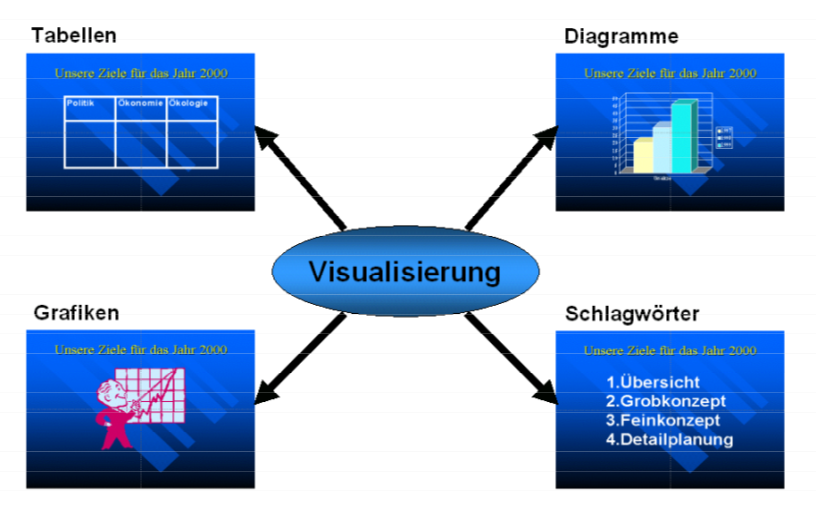 Tabellen
Unsere Ziele für das Jahr 2000
Politik Ökonomie Ökologie
Diagramme
Unsere Ziele für das Jahr 2000
Visualisierung
Grafiken
Unsere Ziele für das Jahr 2000
Schlagwörter
Unsere Ziele für das Jahr 2000
1.Übersicht
2.Grobkonzept
3.Feinkonzept
4.Detailplanung